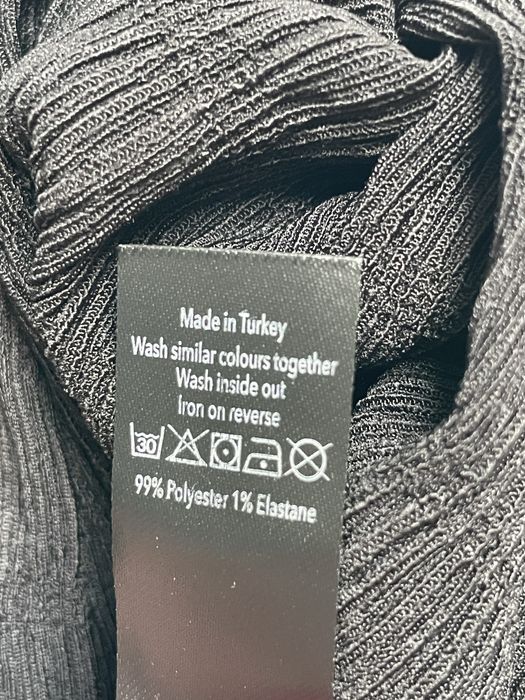 Made in Turkey
Wash similar colours together
Wash inside out
Iron on reverse
30
99% Polyester 1% Elastane